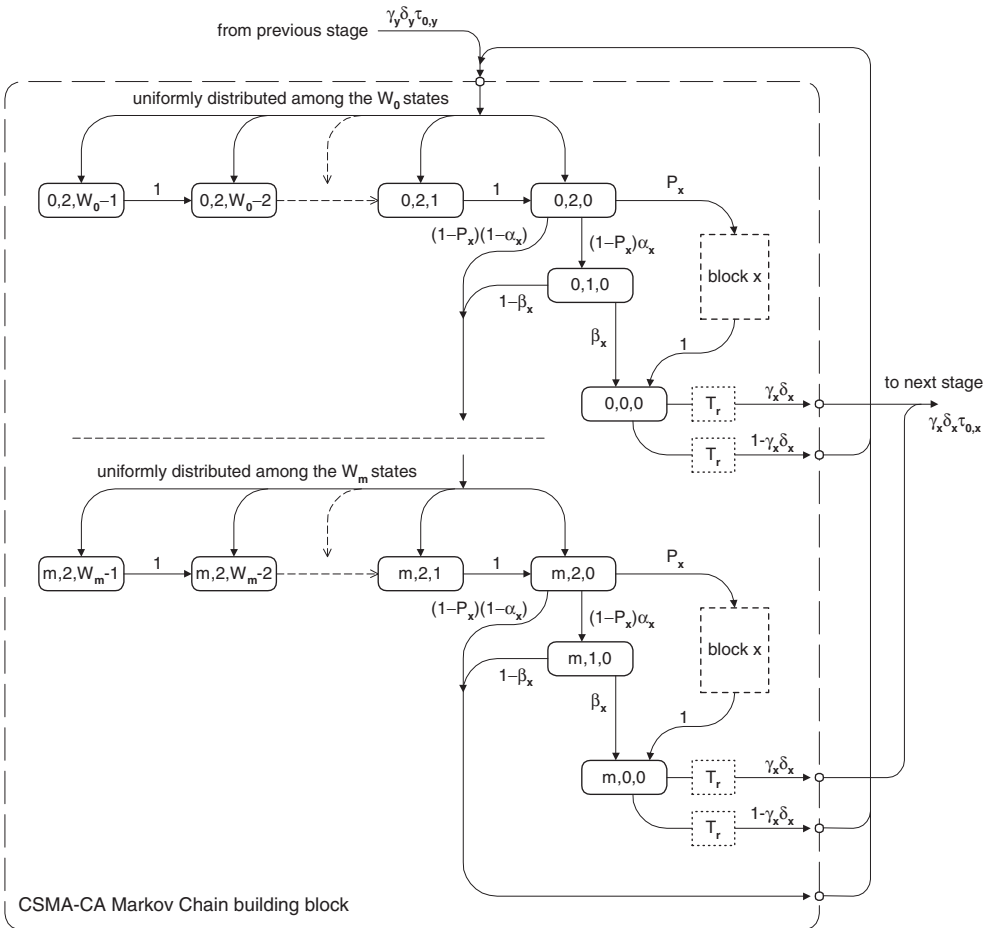 γyδyτ0,y
from previous stage
uniformly distributed among the W0 states
0,2,W0–1
1
0,2,W0–2
0,2,1
1
0,2,0
Px
(1–Px)(1–αx)
(1–Px)αx
block x
0,1,0
1–βx
βx
1
to next stage
0,0,0
Tr
γxδx
γxδxτ0,x
Tr
1-γxδx
uniformly distributed among the Wm states
m,2,Wm-1
1
m,2,Wm-2
m,2,1
1
m,2,0
Px
(1–Px)(1–αx)
(1–Px)αx
block x
m,1,0
1–βx
βx
1
m,0,0
Tr
γxδx
Tr
1-γxδx
CSMA-CA Markov Chain building block